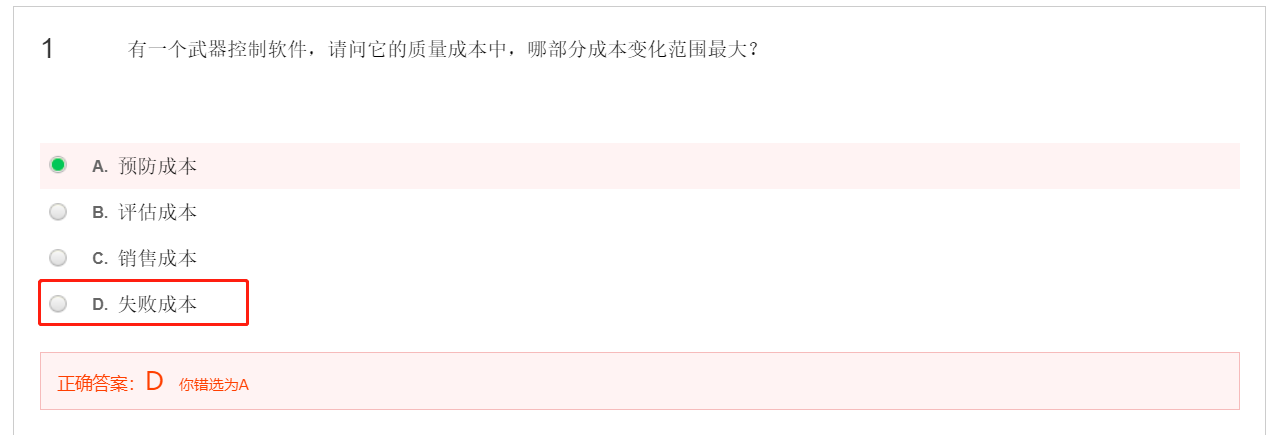 1 有一个武器控制软件，请问它的质量成本中，哪部分成本变化范围最大？
A. 预防成本
B. 评估成本
C. 销售成本
D. 失败成本
正确答案：D 你错选为A